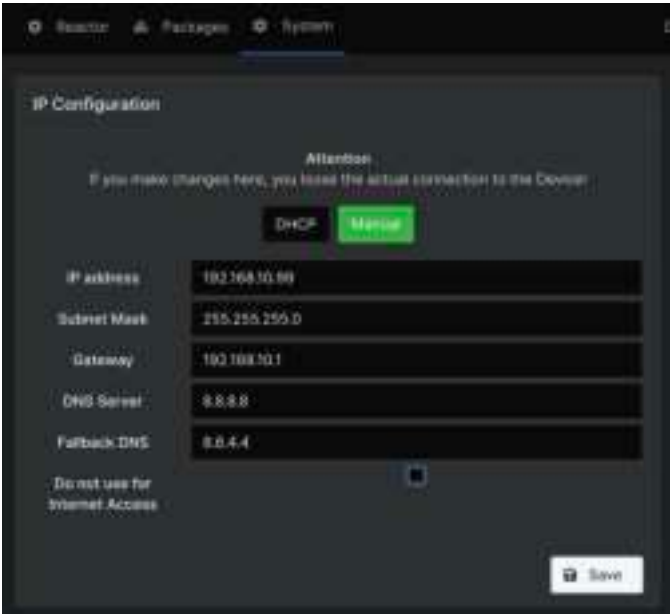 Reactor Packages System
IP Configuration
Attention
If you make changes here, you loose the actual connection to the Device!
DHCP Manual
IP address 192.168.10.99
Subnet Mask 255.255.255.0
Gateway 192.168.10.1
DNS Server 8.8.8.8
Fallback DNS 8.8.4.4
Do not use for
Internet Access
Save